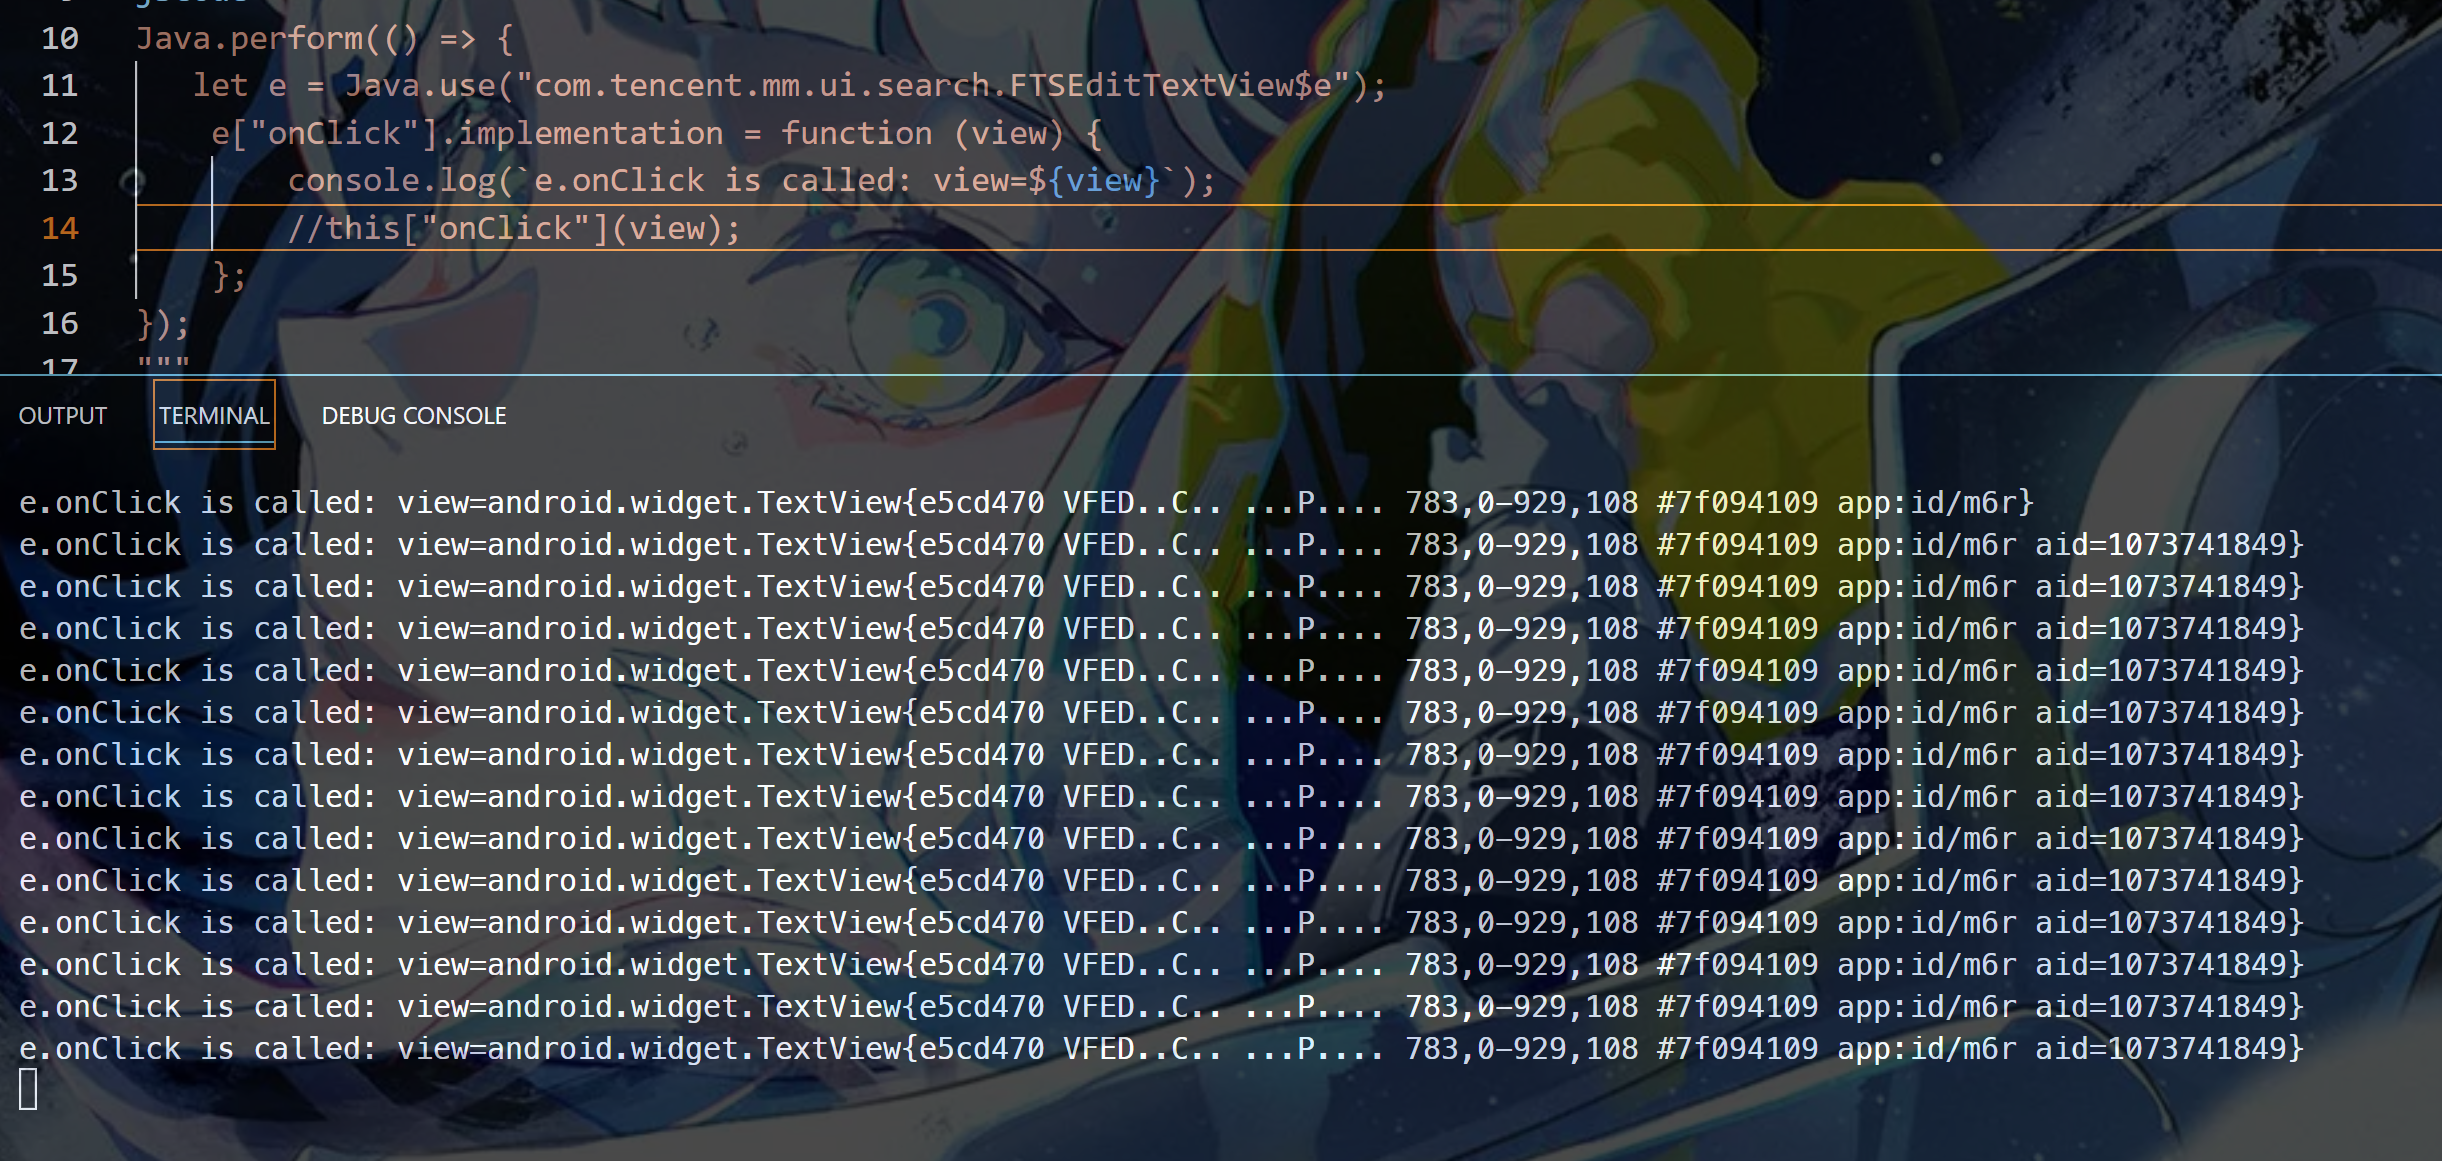 10 Java.perform(() => {
11 let e = Java.use("com.tencent.mm.ui.search.FTSEditTextView$e");
12 e["onClick"].implementation = function (view) {
13 console.log(`e.onClick is called: view=${view}`);
14 //this["onClick"](view);
15 };
16 });
17 """
OUTPUT TERMINAL DEBUG CONSOLE
e.onClick is called: view=android.widget.TextView{e5cd470 VFED..C.. ...P.... 783,0-929,108 #7f094109 app:id/m6r}
e.onClick is called: view=android.widget.TextView{e5cd470 VFED..C.. ...P.... 783,0-929,108 #7f094109 app:id/m6r aid=1073741849}
e.onClick is called: view=android.widget.TextView{e5cd470 VFED..C.. ...P.... 783,0-929,108 #7f094109 app:id/m6r aid=1073741849}
e.onClick is called: view=android.widget.TextView{e5cd470 VFED..C.. ...P.... 783,0-929,108 #7f094109 app:id/m6r aid=1073741849}
e.onClick is called: view=android.widget.TextView{e5cd470 VFED..C.. ...P.... 783,0-929,108 #7f094109 app:id/m6r aid=1073741849}
e.onClick is called: view=android.widget.TextView{e5cd470 VFED..C.. ...P.... 783,0-929,108 #7f094109 app:id/m6r aid=1073741849}
e.onClick is called: view=android.widget.TextView{e5cd470 VFED..C.. ...P.... 783,0-929,108 #7f094109 app:id/m6r aid=1073741849}
e.onClick is called: view=android.widget.TextView{e5cd470 VFED..C.. ...P.... 783,0-929,108 #7f094109 app:id/m6r aid=1073741849}
e.onClick is called: view=android.widget.TextView{e5cd470 VFED..C.. ...P.... 783,0-929,108 #7f094109 app:id/m6r aid=1073741849}
e.onClick is called: view=android.widget.TextView{e5cd470 VFED..C.. ...P.... 783,0-929,108 #7f094109 app:id/m6r aid=1073741849}
e.onClick is called: view=android.widget.TextView{e5cd470 VFED..C.. ...P.... 783,0-929,108 #7f094109 app:id/m6r aid=1073741849}
e.onClick is called: view=android.widget.TextView{e5cd470 VFED..C.. ...P.... 783,0-929,108 #7f094109 app:id/m6r aid=1073741849}
e.onClick is called: view=android.widget.TextView{e5cd470 VFED..C.. ...P.... 783,0-929,108 #7f094109 app:id/m6r aid=1073741849}
e.onClick is called: view=android.widget.TextView{e5cd470 VFED..C.. ...P.... 783,0-929,108 #7f094109 app:id/m6r aid=1073741849}